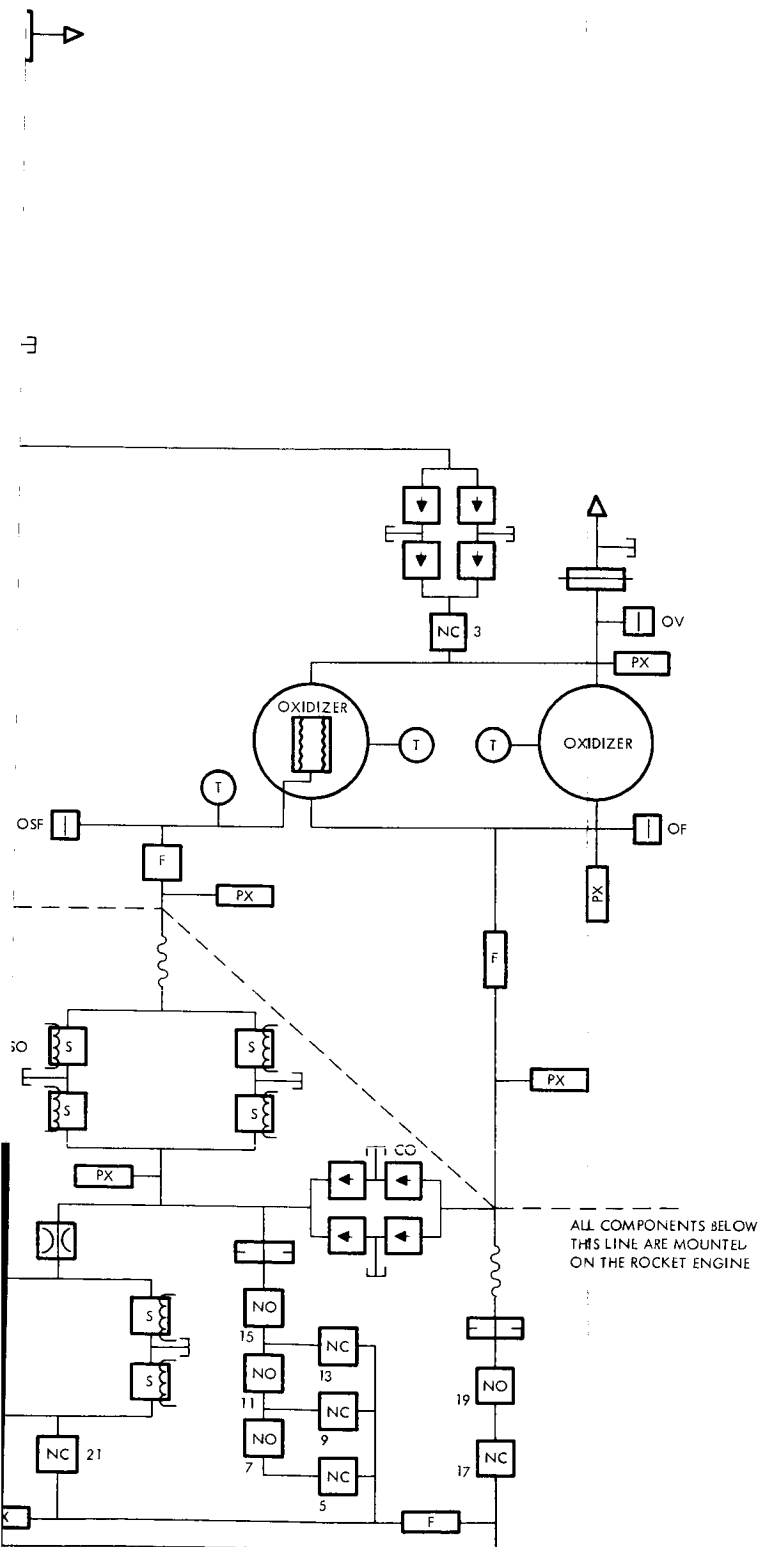 NC 3
OV
PX
OXIDIZER
OXIDIZER
T
T
T
OSF
OF
F
PX
PX
F
SO
S
S
S
S
PX
PX
CO
ALL COMPONENTS BELOW
THIS LINE ARE MOUNTED
ON THE ROCKET ENGINE
NO
15
S
NC
13
NO
11
S
NO
19
NC
9
NO
7
NC 21
NC
17
NC
5
X
F